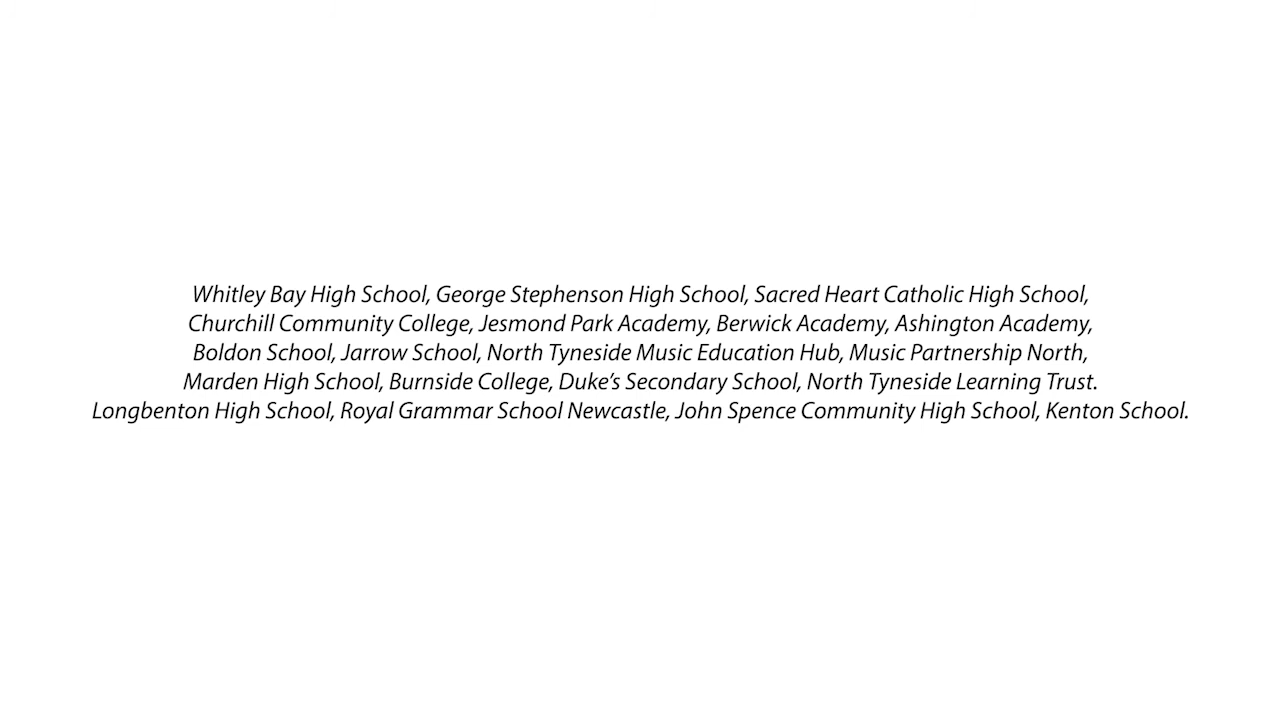 Whitley Bay High School, George Stephenson High School, Sacred Heart Catholic High School,
Churchill Community College, Jesmond Park Academy, Berwick Academy, Ashington Academy,
Boldon School, Jarrow School, North Tyneside Music Education Hub, Music Partnership North,
Marden High School, Burnside College, Duke’s Secondary School, North Tyneside Learning Trust.
Longbenton High School, Royal Grammar School Newcastle, John Spence Community High School, Kenton School.